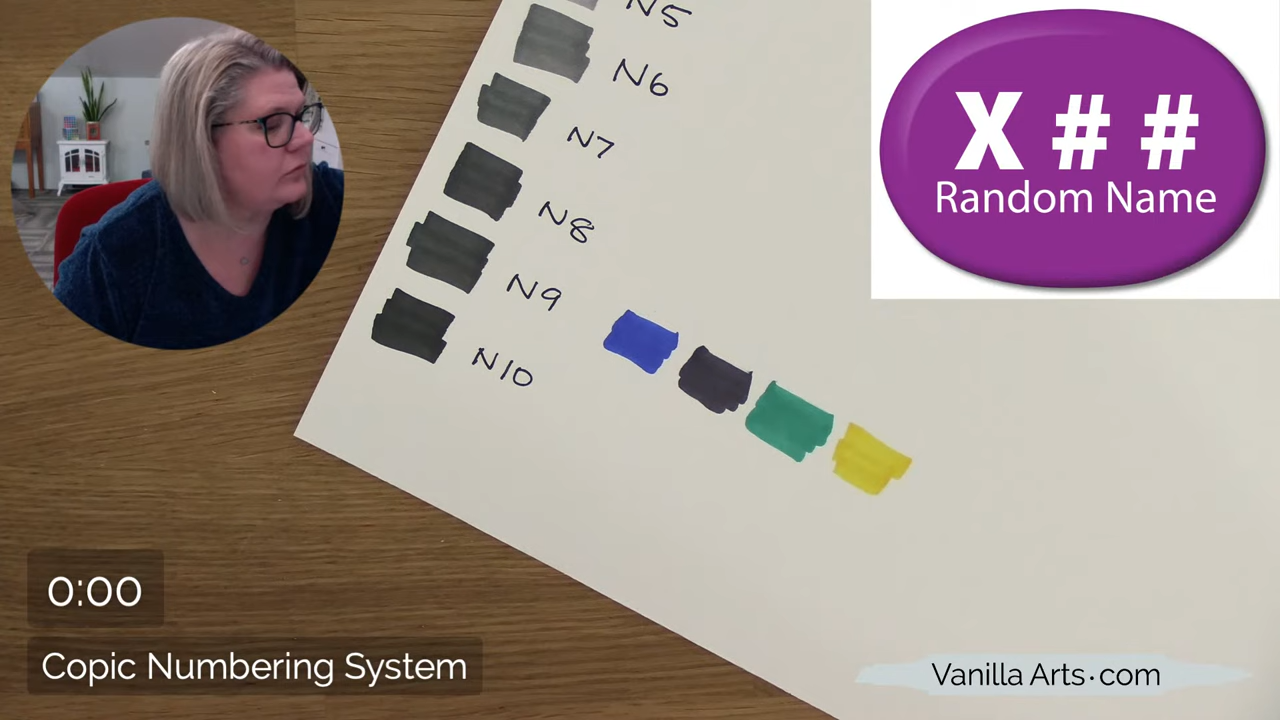 N5
N6
N7
N8
N9
N10
X # #
Random Name
0:00
Copic Numbering System
Vanilla Arts.com